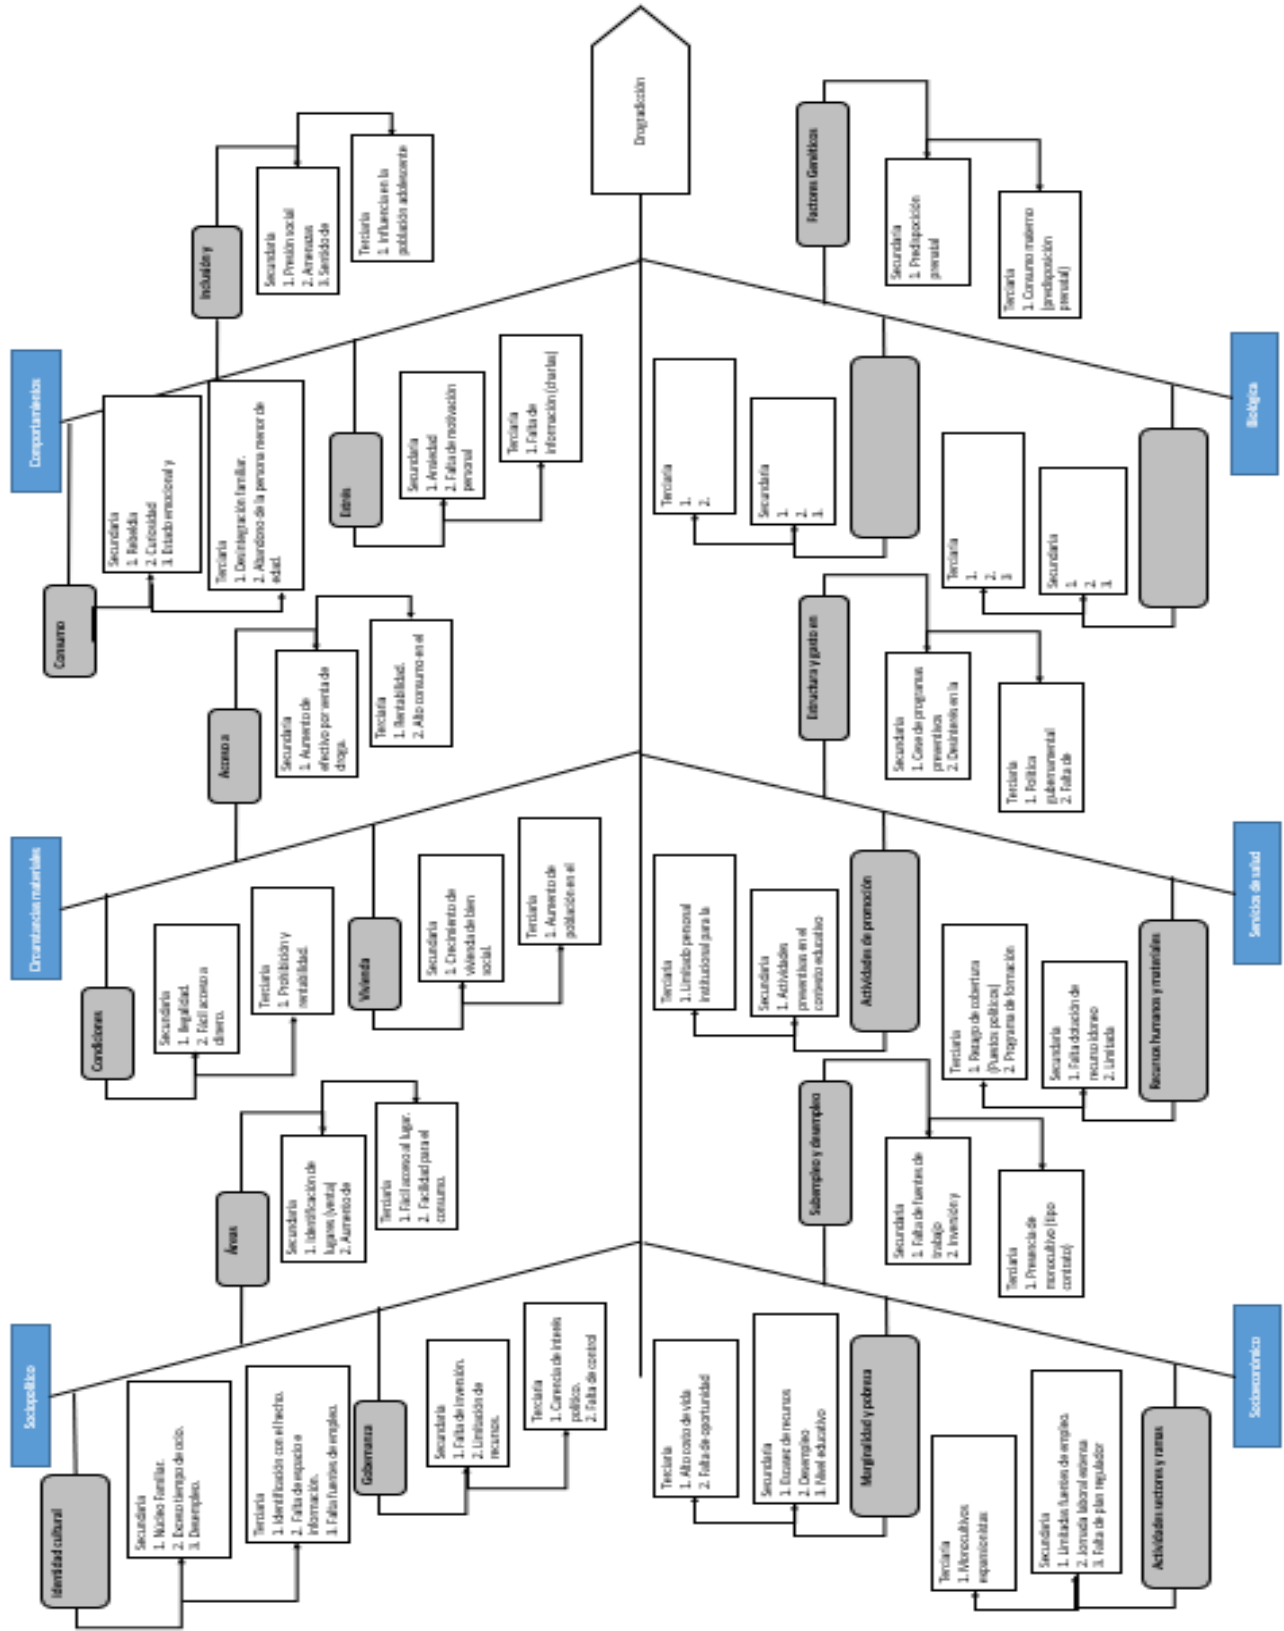 Sociopolítico
Identidad cultural
Secundaria
1. Núcleo Familiar.
2. Exceso tiempo de ocio.
3. Desempleo.
Terciaria
1. Identificación con el hecho.
2. Falta de espacio e
información.
3. Falta fuentes de empleo.
Áreas
Secundaria
1. Identificación de
lugares (venta)
2. Aumento de
Terciaria
1. Fácil acceso al lugar.
2. Facilidad para el
consumo.
Gobernanza
Secundaria
1. Falta de inversión.
2. Limitación de
recursos.
Terciaria
1. Carencia de interés
político.
2. Falta de control
Circunstancias materiales
Condiciones
Secundaria
1. Ilegalidad.
2. Fácil acceso a
dinero.
Terciaria
1. Prohibición y
rentabilidad.
Acceso a
Secundaria
1. Aumento de
efectivo por venta de
droga.
Terciaria
1. Rentabilidad.
2. Alto consumo en el
Vivienda
Secundaria
1. Crecimiento de
vivienda de bien
social.
Terciaria
1. Aumento de
población en el
Comportamientos
Consumo
Secundaria
1. Rebeldía
2. Curiosidad
3. Estado emocional y
Terciaria
1. Desintegración familiar.
2. Abandono de la persona menor de
edad.
Inclusión y
Secundaria
1. Presión social
2. Amenazas
3. Sentido de
Terciaria
1. Influencia en la
población adolescente
Estrés
Secundaria
1. Ansiedad
2. Falta de motivación
personal
Terciaria
1. Falta de
información (charlas)
Drogradicción
Terciaria
1. Alto costo de vida
2. Falta de oportunidad
Secundaria
1. Escasez de recursos
2. Desempleo
3. Nivel educativo
Marginalidad y pobreza
Subempleo y desempleo
Secundaria
1. Falta de fuentes de
trabajo
2. Inversión y
Terciaria
1. Presencia de
monocultivo (tipo
contrato)
Terciaria
1. Monocultivos
expansionistas
Secundaria
1. Limitadas fuentes de empleo.
2. Jornada laboral extensa
3. Falta de plan regulador
Actividades sectores y ramas
Socioeconómico
Terciaria
1. Limitado personal
institucional para la
Secundaria
1. Actividades
preventivas en el
contexto educativo
Actividades de promoción
Estructura y gasto en
Secundaria
1. Cese de programas
preventivos
2. Desinterés en la
Terciaria
1. Política
gubernamental
2. Falta de
Terciaria
1. Rezago de cobertura
(Puestos políticos)
2. Programa de formación
Secundaria
1. Falta dotación de
recurso idóneo
2. Limitada
Recursos humanos y materiales
Servicios de salud
Terciaria
1.
2.
Secundaria
1.
2.
3.
Factores Genéticos
Secundaria
1. Predisposición
prenatal
Terciaria
1. Consumo materno
(predisposición
prenatal)
Terciaria
1.
2.
3
Secundaria
1.
2
3.
Biológica